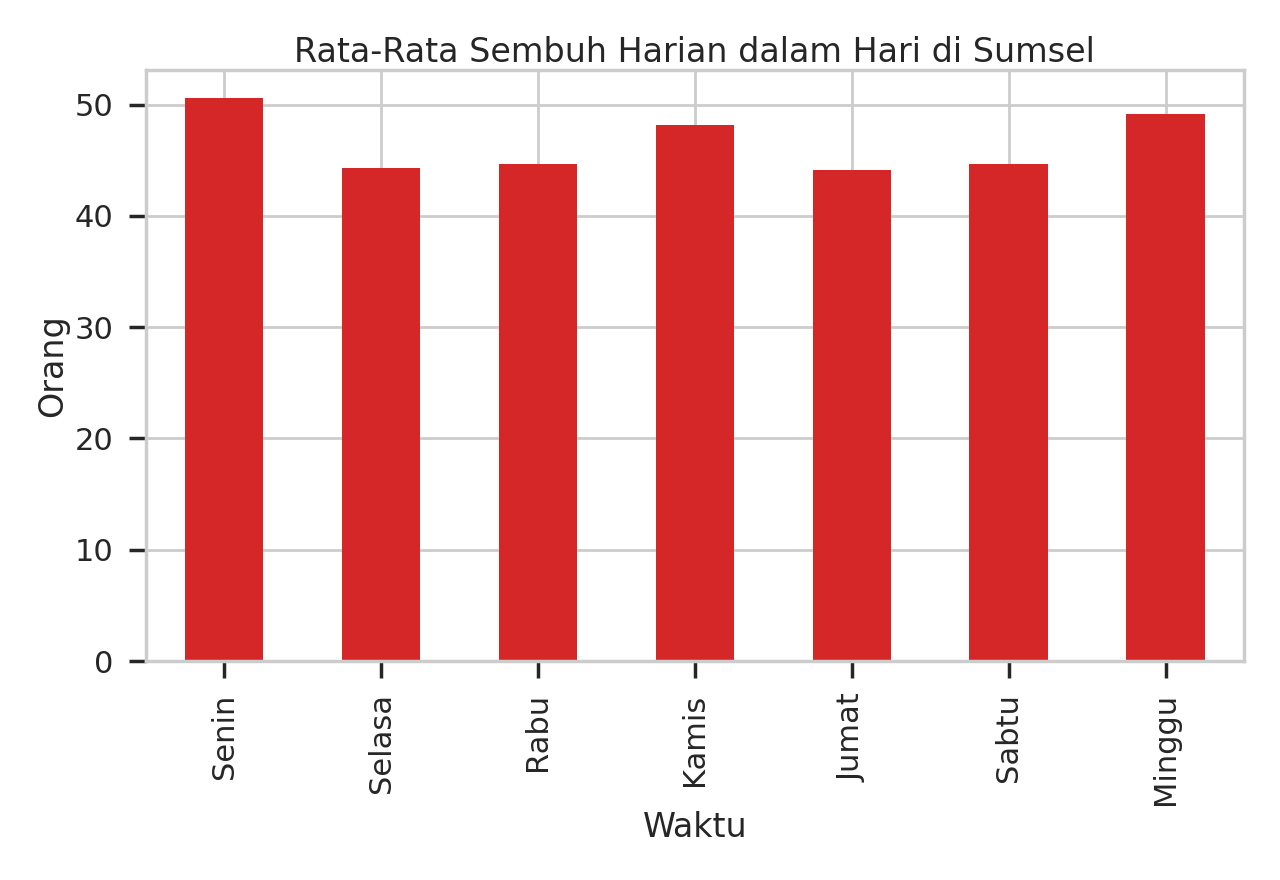 Rata-Rata Sembuh Harian dalam Hari di Sumsel
Orang
50
40
30
20
10
0
Senin
Selasa
Rabu
Kamis
Jumat
Sabtu
Minggu
Waktu